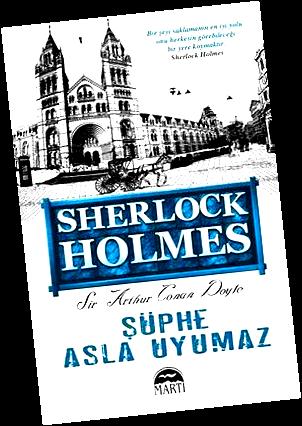 Bir şeyi saklamanın en iyi yolu
onu herkesin görebileceği
bir yere koymaktır
Sherlock Holmes
SHERLOCK
HOLMES
Sir Arthur Conan Doyle
ŞÜPHE
ASLA UYUMAZ
MARTI